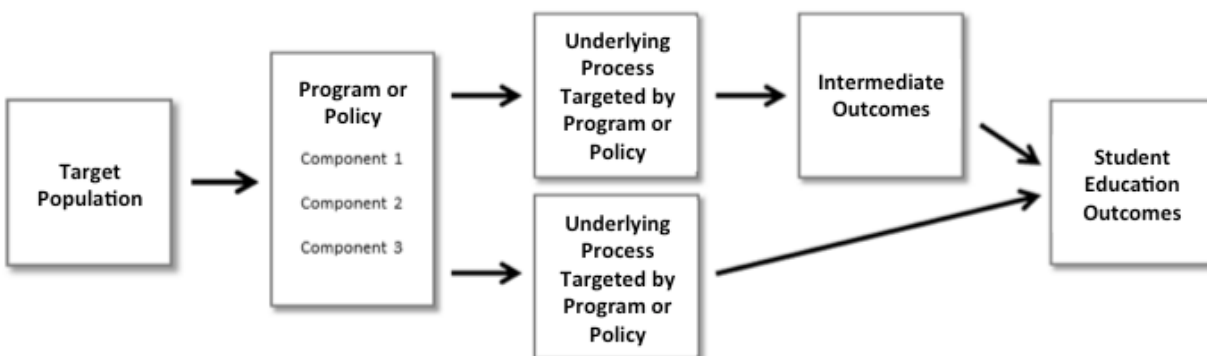 Target
Population
Program or
Policy
Component 1
Component 2
Component 3
Underlying
Process
Targeted by
Program or
Policy
Intermediate
Outcomes
Underlying
Process
Targeted by
Program or
Policy
Student
Education
Outcomes